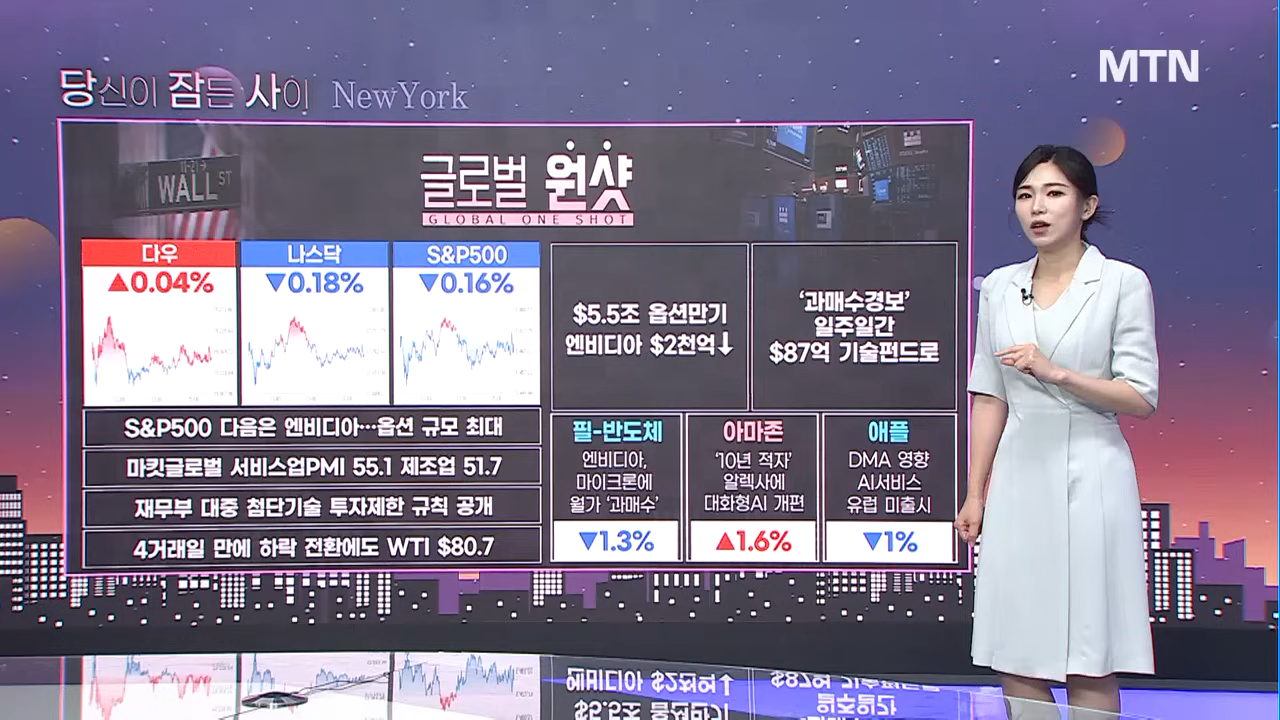 당신이 잠든 사이 NewYork
MTN
WALL ST
글로벌 원샷
GLOBAL ONE SHOT
다우
▲0.04%
나스닥
▼0.18%
S&P500
▼0.16%
$5.5조 옵션만기
엔비디아 $2천억↓
‘과매수경보’
일주일간
$87억 기술펀드로
S&P500 다음은 엔비디아…옵션 규모 최대
마킷글로벌 서비스업PMI 55.1 제조업 51.7
재무부 대중 첨단기술 투자제한 규칙 공개
4거래일 만에 하락 전환에도 WTI $80.7
필-반도체
엔비디아,
마이크론에
월가 ‘과매수’
▼1.3%
아마존
‘10년 적자’
알렉사에
대화형AI 개편
▲1.6%
애플
DMA 영향
AI서비스
유럽 미출시
▼1%